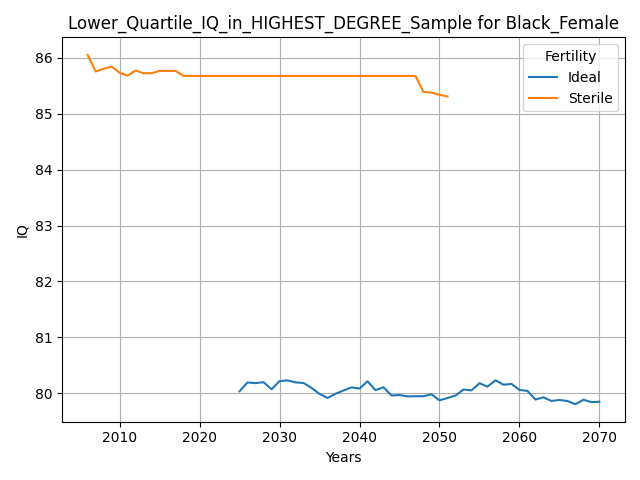 Lower_Quartile_IQ_in_HIGHEST_DEGREE_Sample for Black_Female
Fertility
Ideal
Sterile
86
85
84
83
82
81
80
IQ
2010 2020 2030 2040 2050 2060 2070
Years